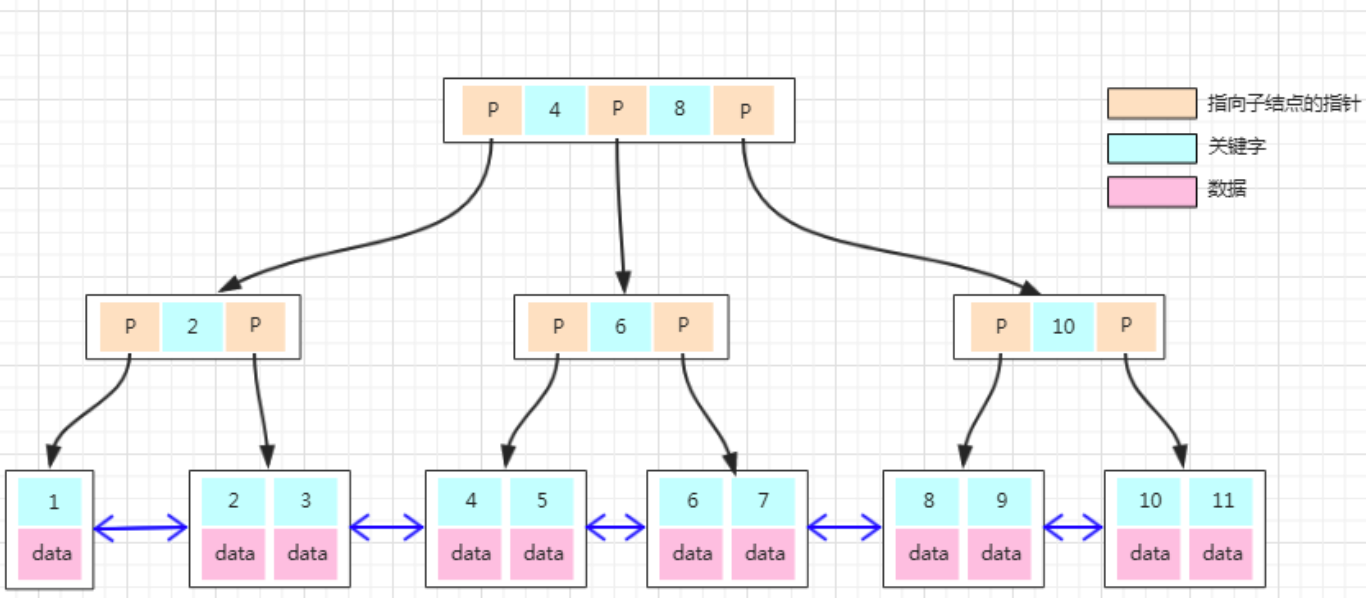 P 4 P 8 P
指向子结点的指针
关键字
数据
P 2 P
P 6 P
P 10 P
1
2 3
4 5
6 7
8 9
10 11
data
data data
data data
data data
data data
data data